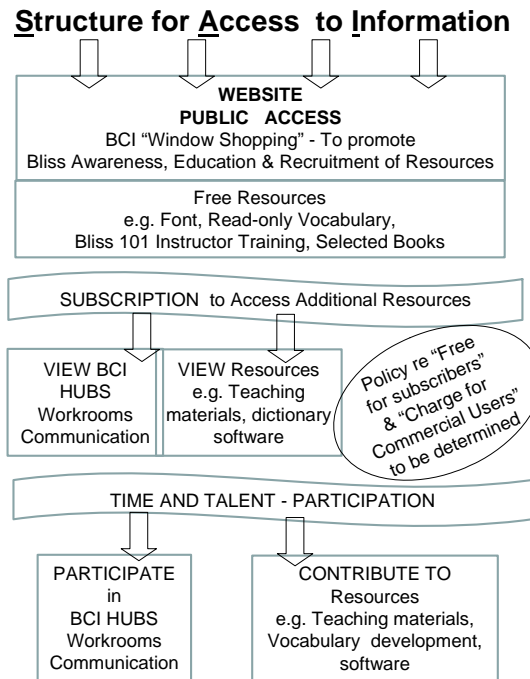 Structure for Access to Information
WEBSITE
PUBLIC ACCESS
BCI “Window Shopping” - To promote
Bliss Awareness, Education & Recruitment of Resources
Free Resources
e.g. Font, Read-only Vocabulary,
Bliss 101 Instructor Training, Selected Books
SUBSCRIPTION to Access Additional Resources
VIEW BCI
HUBS
Workrooms
Communication
VIEW Resources
e.g. Teaching
materials, dictionary
software
Policy re “Free
for subscribers”
& “Charge for
Commercial Users”
to be determined
TIME AND TALENT - PARTICIPATION
PARTICIPATE
in
BCI HUBS
Workrooms
Communication
CONTRIBUTE TO
Resources
e.g. Teaching materials,
Vocabulary development,
software